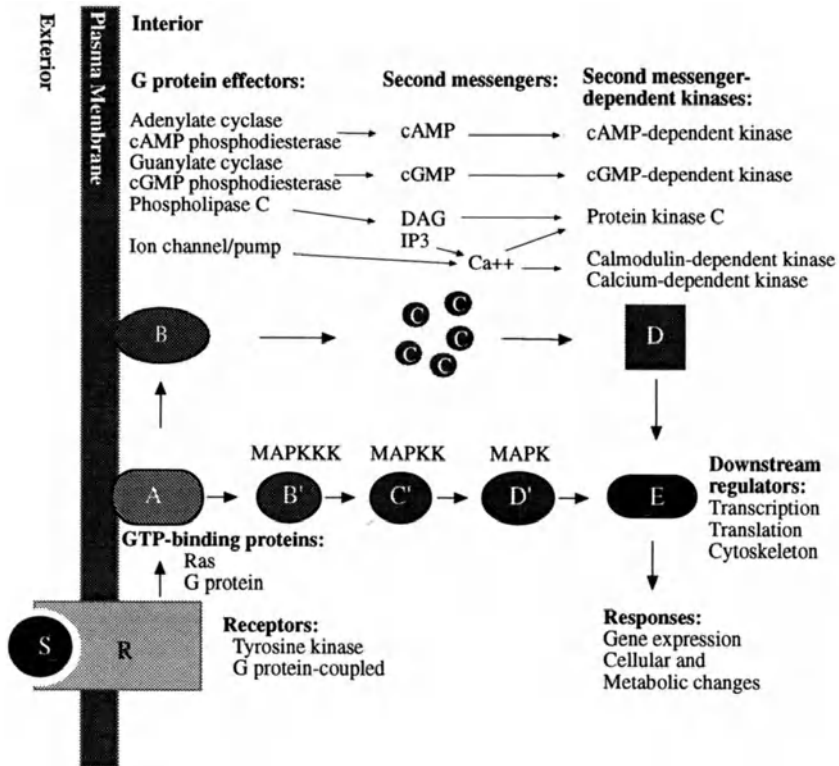 Exterior
Plasma Membrane
Interior
G protein effectors:
Second messengers:
Second messenger-
dependent kinases:
Adenylate cyclase
cAMP phosphodiesterase
cAMP
cAMP-dependent kinase
Guanylate cyclase
cGMP phosphodiesterase
cGMP
cGMP-dependent kinase
Phospholipase C
DAG
Protein kinase C
IP3
Ion channel/pump
Ca++
Calmodulin-dependent kinase
Calcium-dependent kinase
B
C
C
C
C
C
D
MAPKKK
MAPKK
MAPK
A
B'
C'
D'
E
Downstream
regulators:
Transcription
Translation
Cytoskeleton
GTP-binding proteins:
Ras
G protein
S
R
Receptors:
Tyrosine kinase
G protein-coupled
Responses:
Gene expression
Cellular and
Metabolic changes